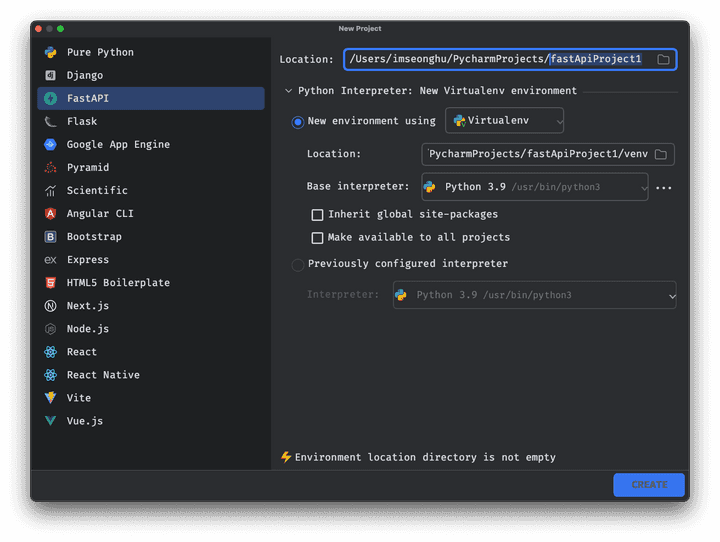 New Project
Pure Python
Django
FastAPI
Flask
Google App Engine
Pyramid
Scientific
Angular CLI
Bootstrap
Express
HTML5 Boilerplate
Next.js
Node.js
React
React Native
Vite
Vue.js
Location: /Users/imseonghu/PycharmProjects/fastApiProject1
Python Interpreter: New Virtualenv environment
New environment using Virtualenv
Location: PycharmProjects/fastApiProject1/venv
Base interpreter: Python 3.9 /usr/bin/python3
Inherit global site-packages
Make available to all projects
Previously configured interpreter
Interpreter: Python 3.9 /usr/bin/python3
Environment location directory is not empty
CREATE